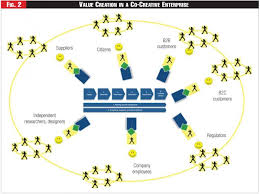 FIG. 2
VALUE CREATION IN A CO-CREATIVE ENTERPRISE
Suppliers
Citizens
B2B
customers
B2C
customers
Independent
researchers, designers
Regulators
Company
employees